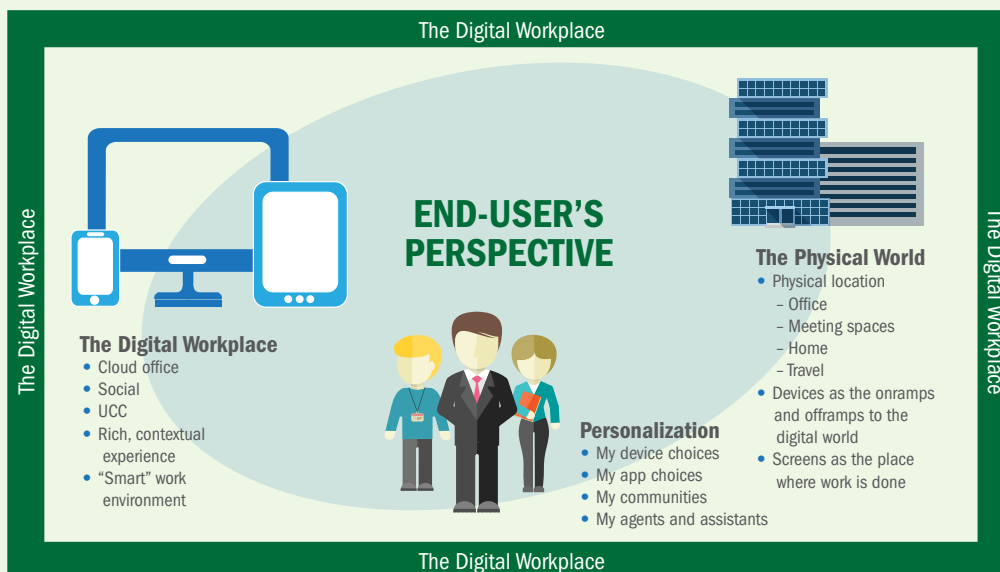 The Digital Workplace
The Digital Workplace
The Digital Workplace
END-USER’S
PERSPECTIVE
The Digital Workplace
• Cloud office
• Social
• UCC
• Rich, contextual
experience
• “Smart” work
environment
Personalization
• My device choices
• My app choices
• My communities
• My agents and assistants
The Physical World
• Physical location
– Office
– Meeting spaces
– Home
– Travel
• Devices as the onramps
and offramps to the
digital world
• Screens as the place
where work is done
The Digital Workplace
The Digital Workplace